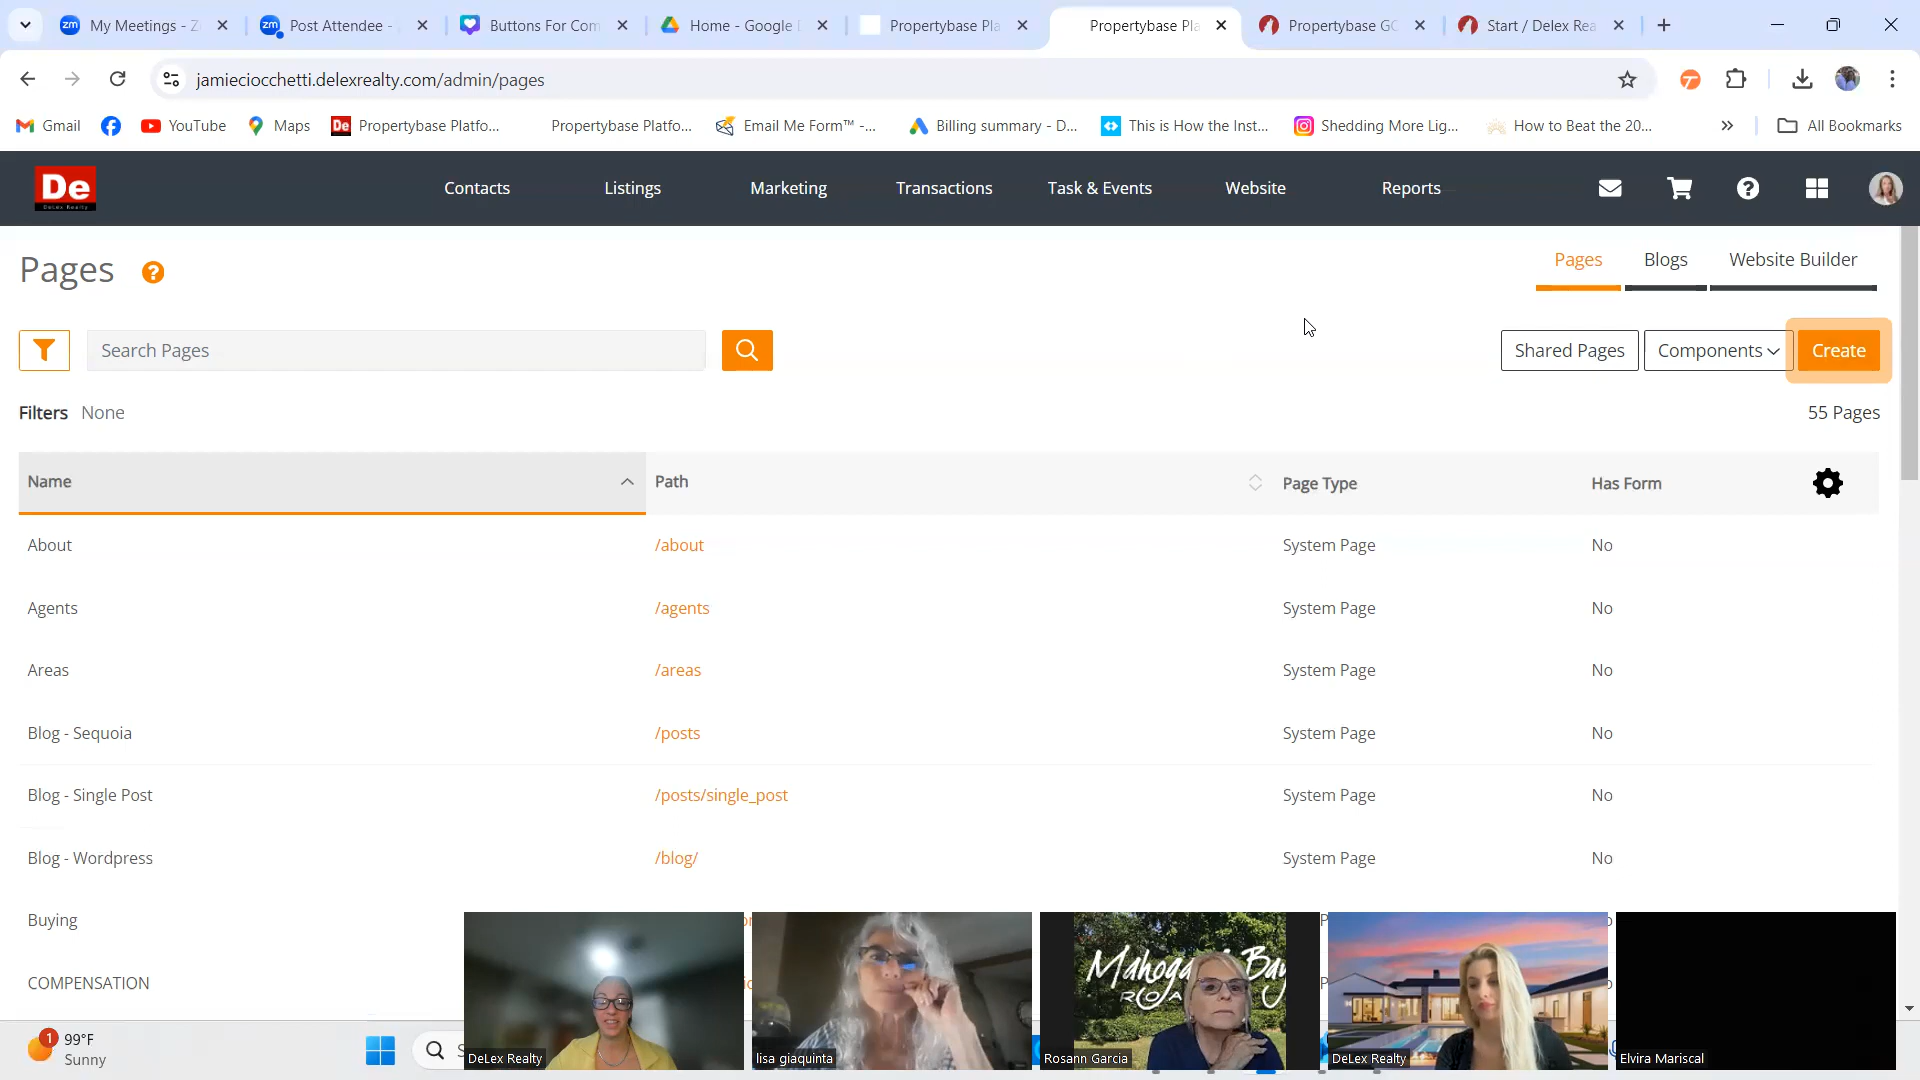 My Meetings - Z
Post Attendee -
Buttons For Com
Home - Google
Propertybase Pla
Propertybase Pla
Propertybase GO
Start / Delex Rea
jamieciocchetti.delexrealty.com/admin/pages
Gmail
YouTube
Maps
Propertybase Platfo...
Propertybase Platfo...
Email Me Form™ -...
Billing summary - D...
This is How the Inst...
Shedding More Lig...
How to Beat the 20...
All Bookmarks
De
DeLex Realty
Contacts
Listings
Marketing
Transactions
Task & Events
Website
Reports
Pages
Pages
Blogs
Website Builder
Search Pages
Shared Pages
Components
Create
Filters None
55 Pages
Name
Path
Page Type
Has Form
About
/about
System Page
No
Agents
/agents
System Page
No
Areas
/areas
System Page
No
Blog - Sequoia
/posts
System Page
No
Blog - Single Post
/posts/single_post
System Page
No
Blog - Wordpress
/blog/
System Page
No
Buying
COMPENSATION
Mahoga Bay
DeLex Realty
lisa giaquinta
Rosann Garcia
DeLex Realty
Elvira Mariscal
1
99°F
Sunny